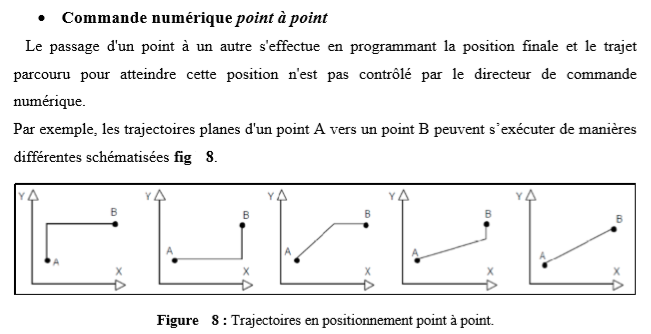 • Commande numérique point à point
Le passage d'un point à un autre s'effectue en programmant la position finale et le trajet
parcouru pour atteindre cette position n'est pas contrôlé par le directeur de commande
numérique.
Par exemple, les trajectoires planes d'un point A vers un point B peuvent s’exécuter de manières
différentes schématisées fig 8.
Y B A X
Y B A X
Y B A X
Y B A X
Y B A X
Figure 8 : Trajectoires en positionnement point à point.